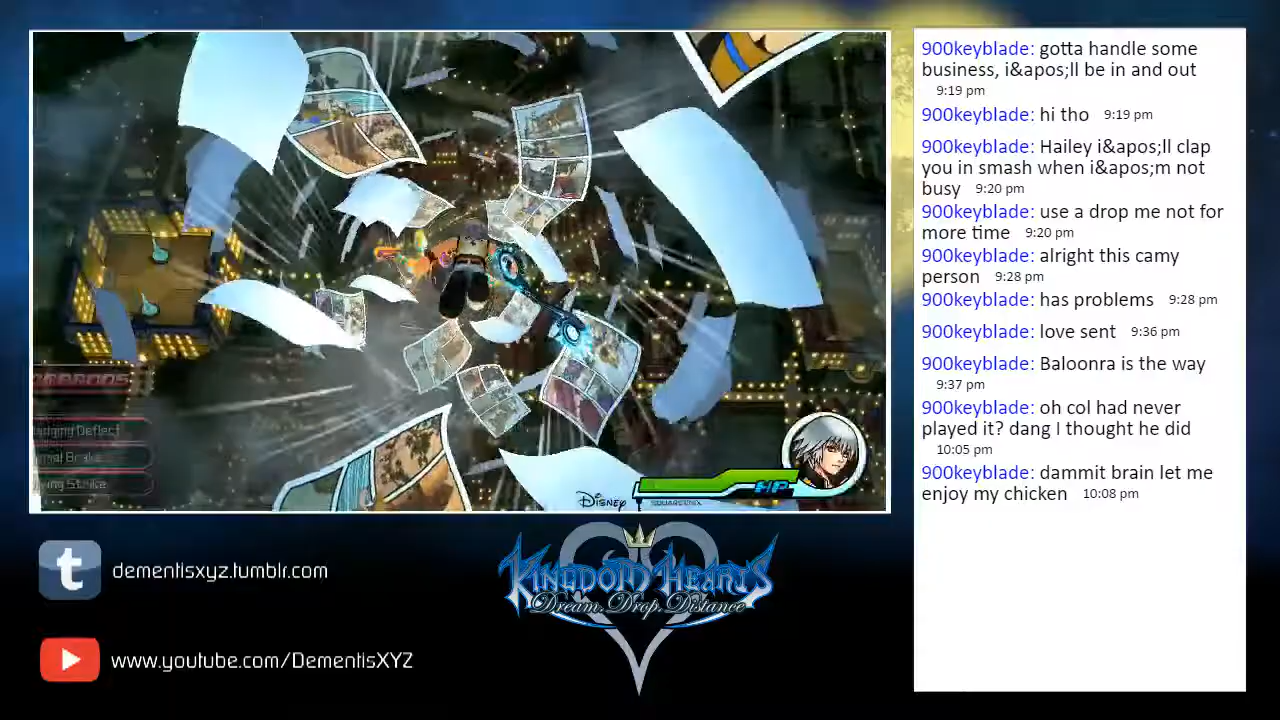 900keyblade: gotta handle some
business, i&apos;ll be in and out
9:19 pm
900keyblade: hi tho 9:19 pm
900keyblade: Hailey i&apos;ll clap
you in smash when i&apos;m not
busy 9:20 pm
900keyblade: use a drop me not for
more time 9:20 pm
900keyblade: alright this camy
person 9:28 pm
900keyblade: has problems 9:28 pm
900keyblade: love sent 9:36 pm
900keyblade: Baloonra is the way
9:37 pm
900keyblade: oh col had never
played it? dang I thought he did
10:05 pm
900keyblade: dammit brain let me
enjoy my chicken 10:08 pm
Deflect
Brake
Strike
HP
Disney SQUARE ENIX
Kingdom Hearts
Dream. Drop. Distance
t dementisxyz.tumblr.com
www.youtube.com/DementisXYZ